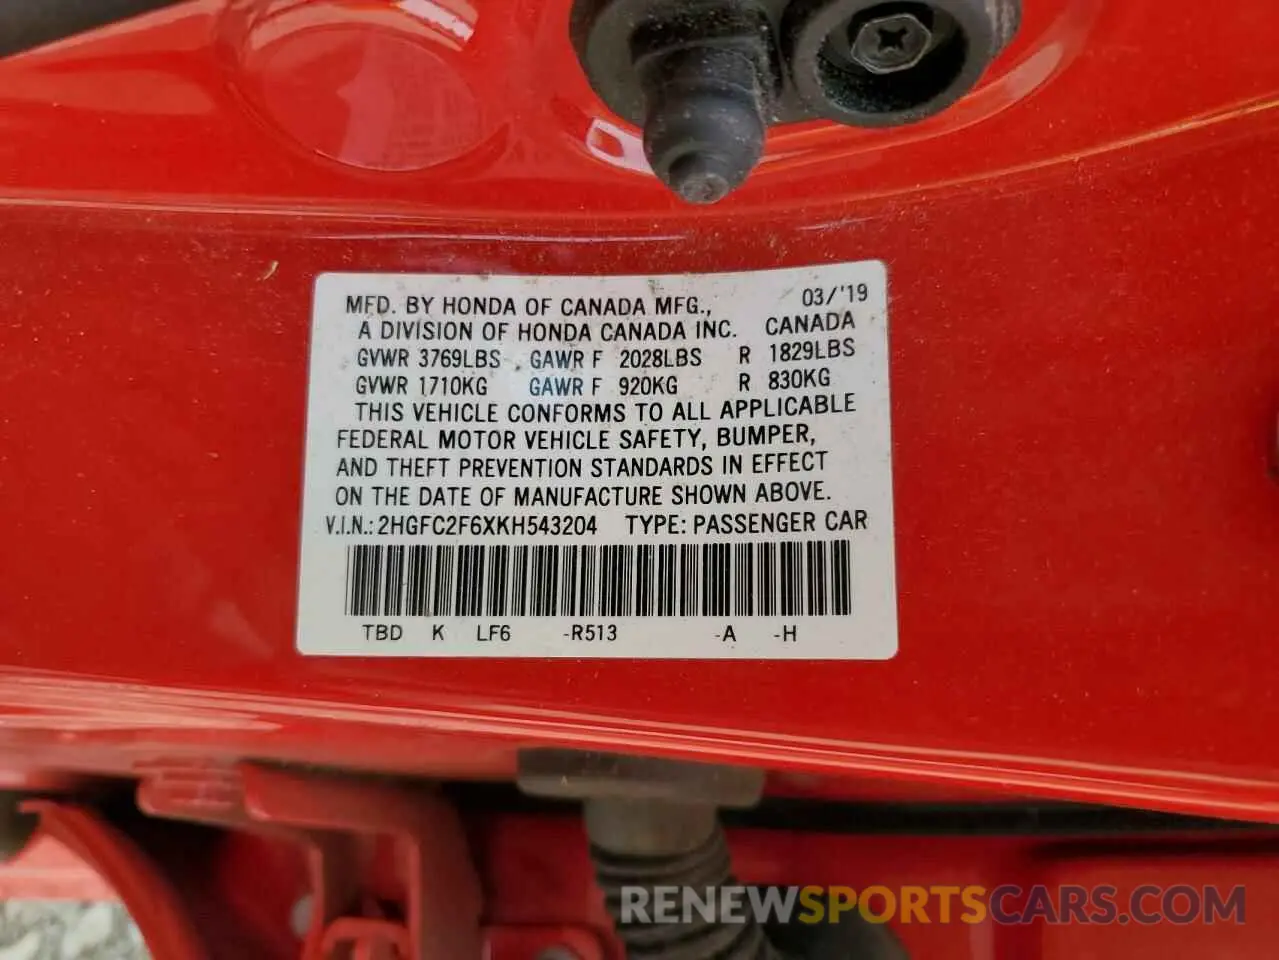 MFD. BY HONDA OF CANADA MFG., 03/'19
A DIVISION OF HONDA CANADA INC. CANADA
GVWR 3769LBS GAWR F 2028LBS R 1829LBS
GVWR 1710KG GAWR F 920KG R 830KG
THIS VEHICLE CONFORMS TO ALL APPLICABLE
FEDERAL MOTOR VEHICLE SAFETY, BUMPER,
AND THEFT PREVENTION STANDARDS IN EFFECT
ON THE DATE OF MANUFACTURE SHOWN ABOVE.
V.I.N.: 2HGFC2F6XKH543204 TYPE: PASSENGER CAR
TBD K LF6 -R513 -A -H
RENEWSPORTSCARS.COM